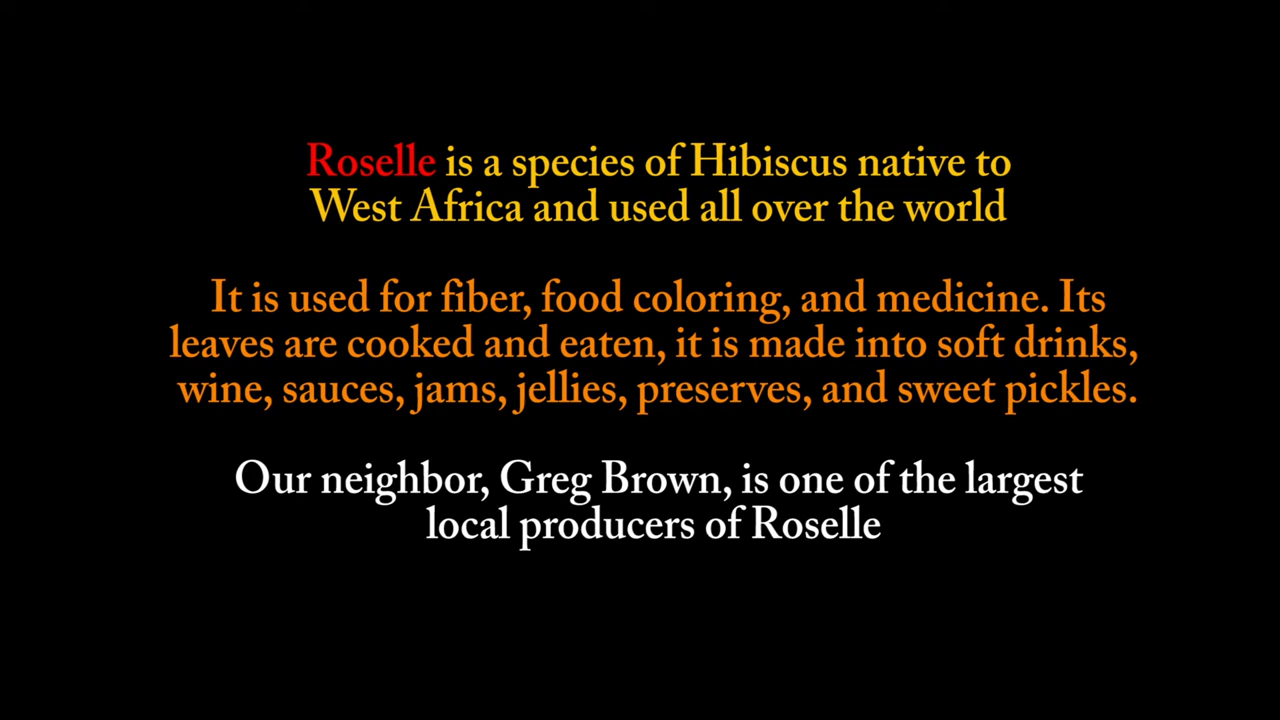 Roselle is a species of Hibiscus native to
West Africa and used all over the world
It is used for fiber, food coloring, and medicine. Its
leaves are cooked and eaten, it is made into soft drinks,
wine, sauces, jams, jellies, preserves, and sweet pickles.
Our neighbor, Greg Brown, is one of the largest
local producers of Roselle